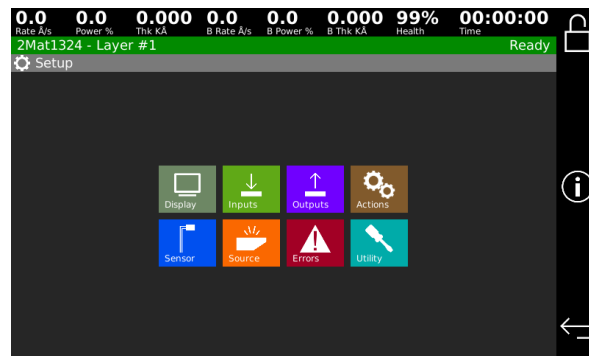 0.0 0.0 0.000 0.0 0.0 0.000 99% 00:00:00
Rate Å/s Power % Thk KÅ B Rate Å/s B Power % B Thk KÅ Health Time
2Mat1324 - Layer #1 Ready
Setup
Display Inputs Outputs Actions
Sensor Source Errors Utility